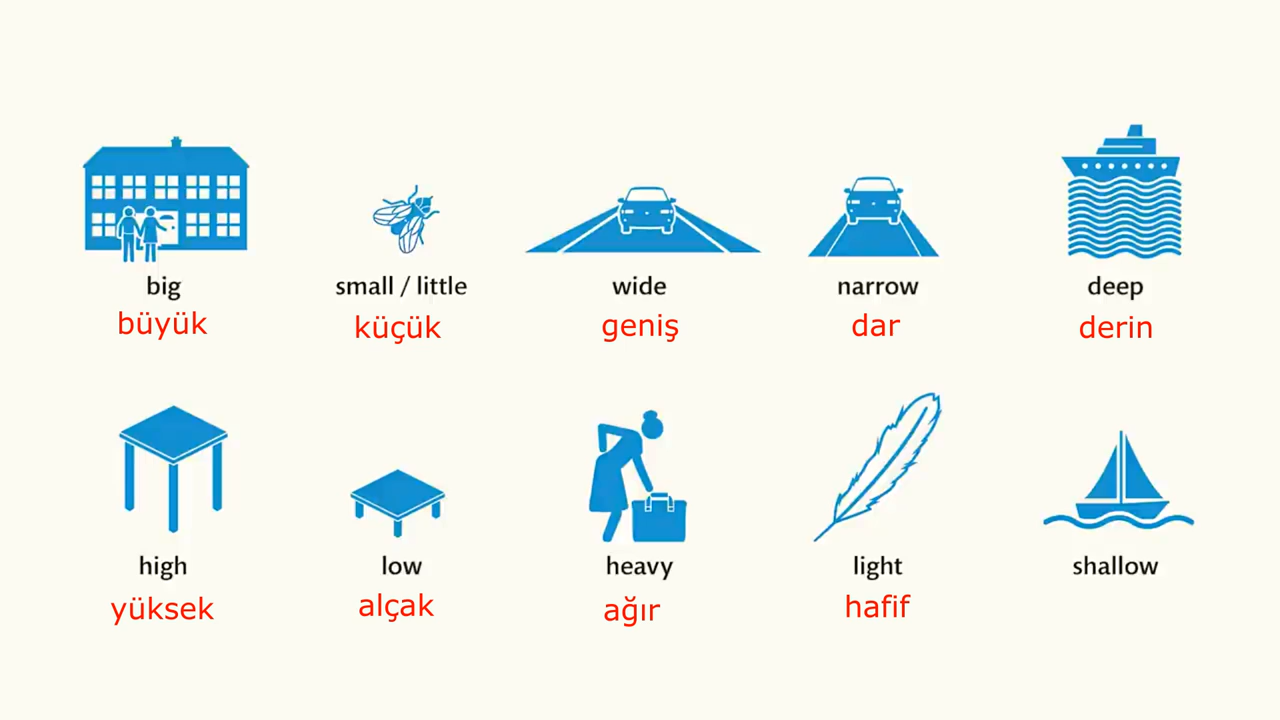 big
büyük
small / little
küçük
wide
geniş
narrow
dar
deep
derin
high
yüksek
low
alçak
heavy
ağır
light
hafif
shallow